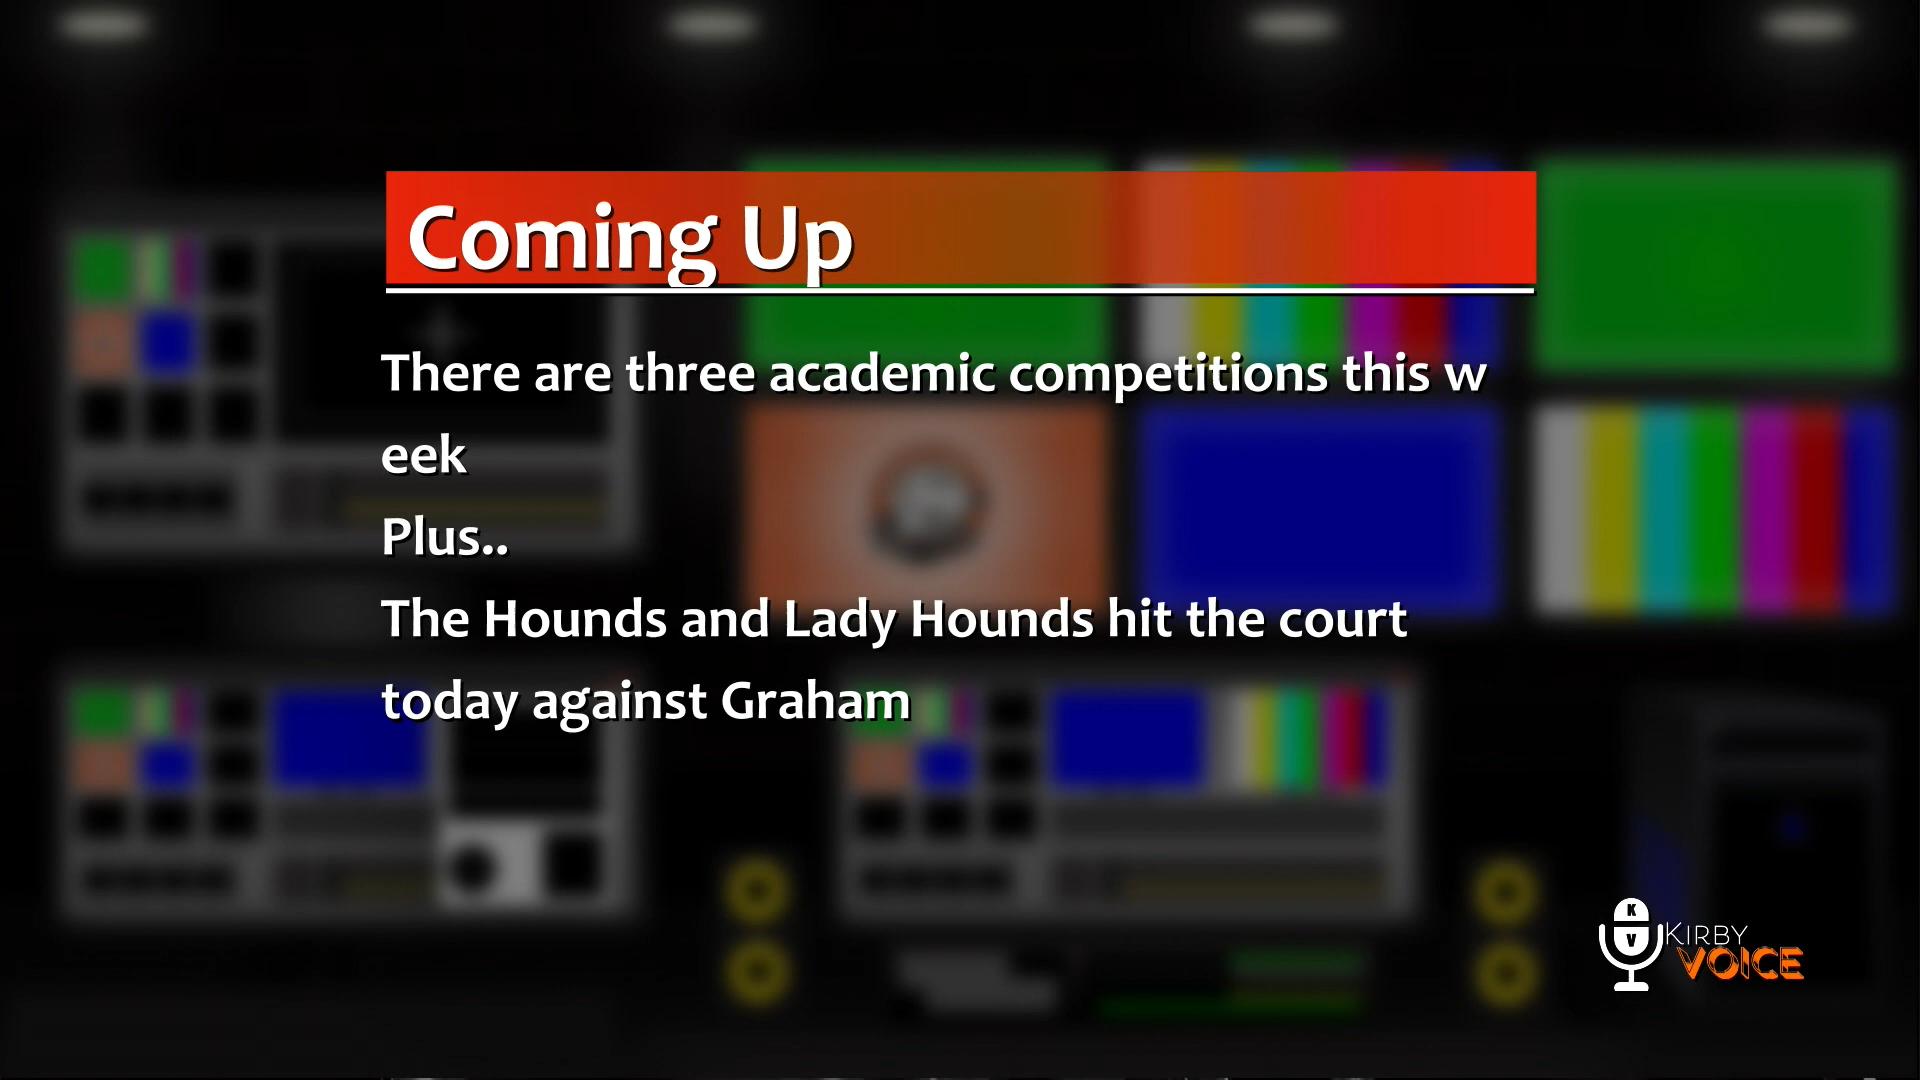 Coming Up
There are three academic competitions this w
eek
Plus..
The Hounds and Lady Hounds hit the court
today against Graham
K
V
KIRBY
VOICE